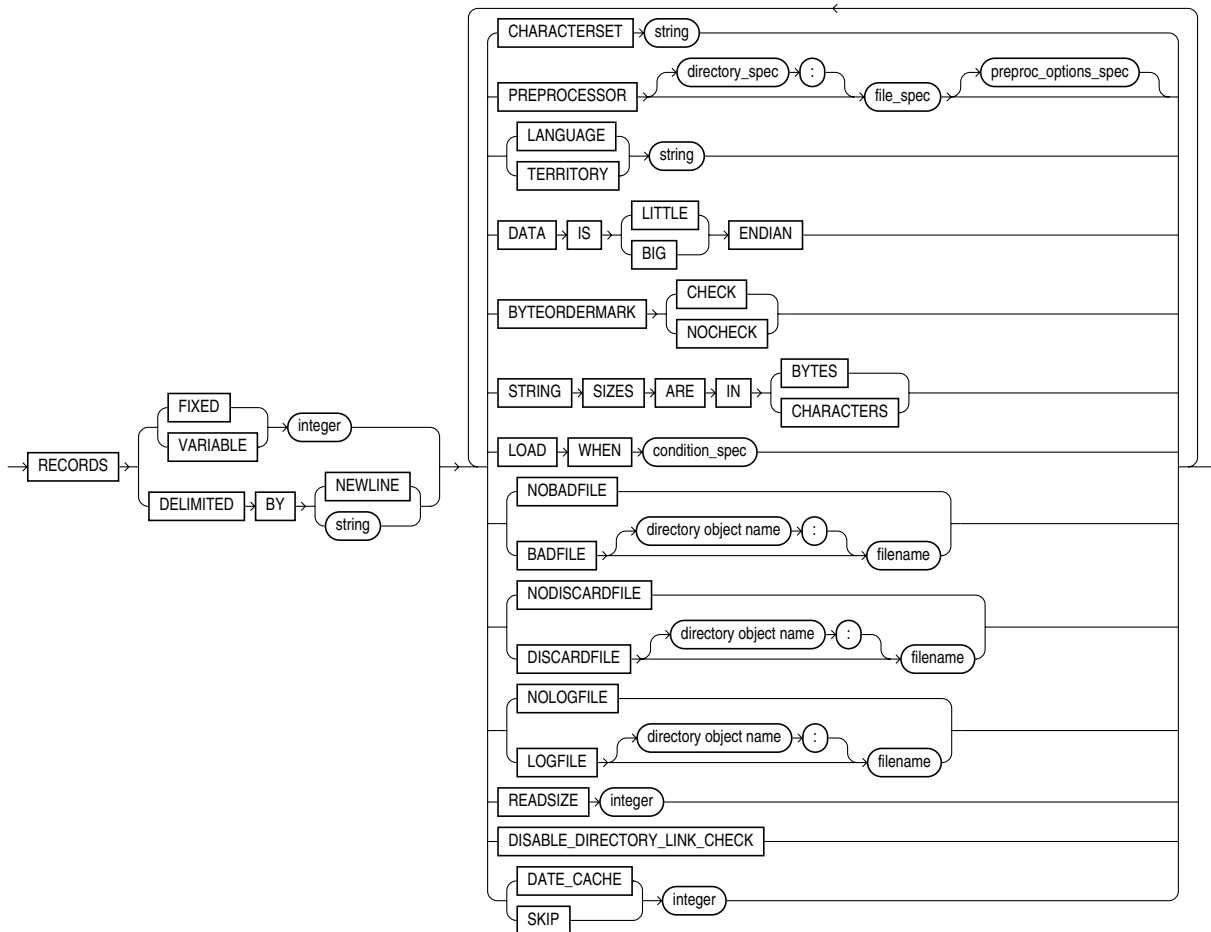 CHARACTERSET string
directory_spec : preproc_options_spec
PREPROCESSOR file_spec
LANGUAGE
string
TERRITORY
LITTLE
DATA IS ENDIAN
BIG
CHECK
BYTEORDERMARK
NOCHECK
BYTES
STRING SIZES ARE IN
CHARACTERS
FIXED
integer
VARIABLE
RECORDS
NEWLINE
DELIMITED BY
string
LOAD WHEN condition_spec
NOBADFILE
directory object name :
BADFILE filename
NODISCARDFILE
directory object name :
DISCARDFILE filename
NOLOGFILE
directory object name :
LOGFILE filename
READSIZE integer
DISABLE_DIRECTORY_LINK_CHECK
DATE_CACHE
integer
SKIP